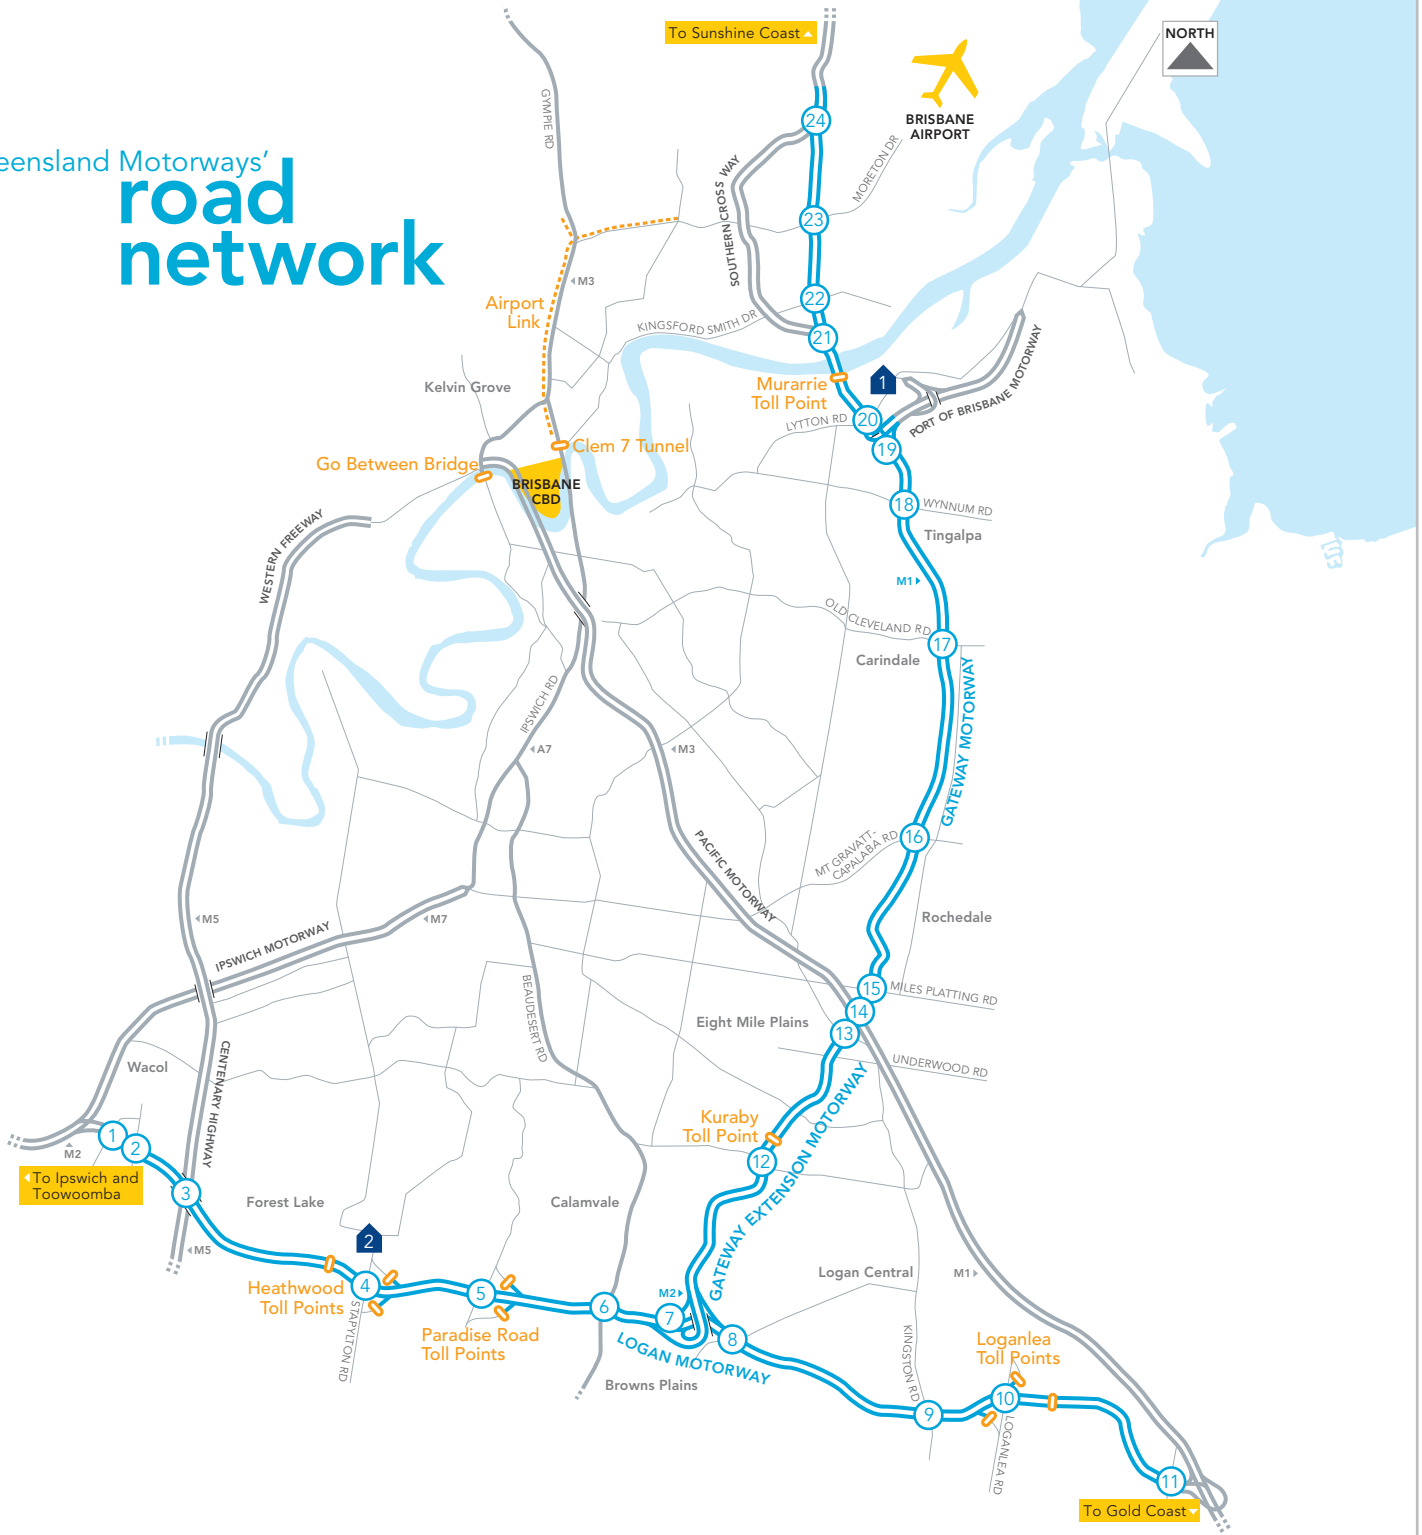 To Sunshine Coast
NORTH
BRISBANE
AIRPORT
GYMPIE RD
24
eensland Motorways’
road
network
MORETON DR
SOUTHERN CROSS WAY
23
M3
Airport
Link
22
KINGSFORD SMITH DR
21
PORT OF BRISBANE MOTORWAY
Kelvin Grove
Murarrie
Toll Point
1
LYTTON RD
20
19
Clem 7 Tunnel
Go Between Bridge
BRISBANE
CBD
18
WYNNUM RD
Tingalpa
WESTERN FREEWAY
M1
OLD CLEVELAND RD
17
Carindale
GATEWAY MOTORWAY
IPSWICH RD
A7
M3
16
MT GRAVATT-
CAPALABA RD
PACIFIC MOTORWAY
M5
M7
Rochedale
IPSWICH MOTORWAY
BEAUDESERT RD
15
MILES PLATTING RD
14
Eight Mile Plains
13
UNDERWOOD RD
Wacol
CENTENARY HIGHWAY
GATEWAY EXTENSION MOTORWAY
Kuraby
Toll Point
1
2
M2
12
To Ipswich and
Toowoomba
3
Forest Lake
Calamvale
2
M5
Logan Central
M1
Heathwood
Toll Points
4
5
M2
6
7
8
STAPYLTON RD
Paradise Road
Toll Points
LOGAN MOTORWAY
KINGSTON RD
Loganlea
Toll Points
Browns Plains
9
10
LOGANLEA RD
11
To Gold Coast